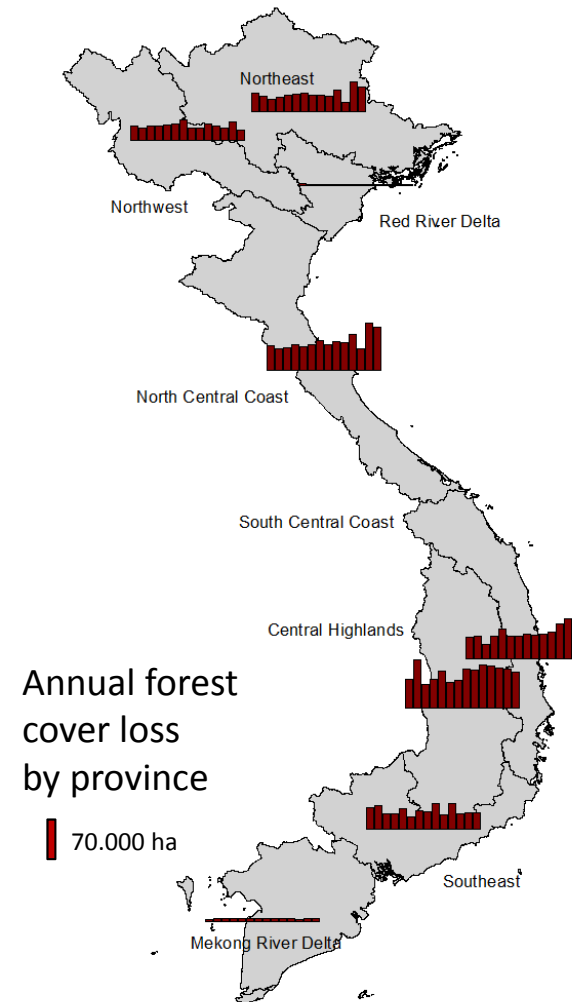 Northeast
Northwest
Red River Delta
North Central Coast
South Central Coast
Central Highlands
Annual forest
cover loss
by province
70.000 ha
Southeast
Mekong River Delta